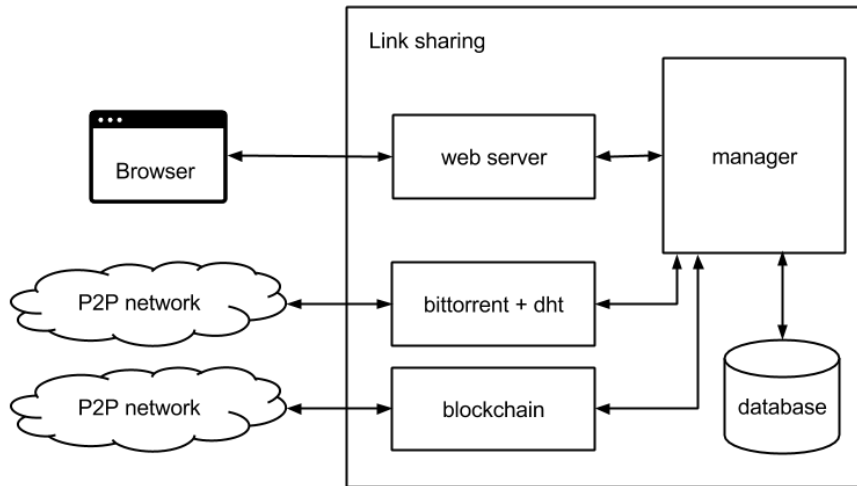 Link sharing
Browser
web server
manager
P2P network
bittorrent + dht
P2P network
blockchain
database